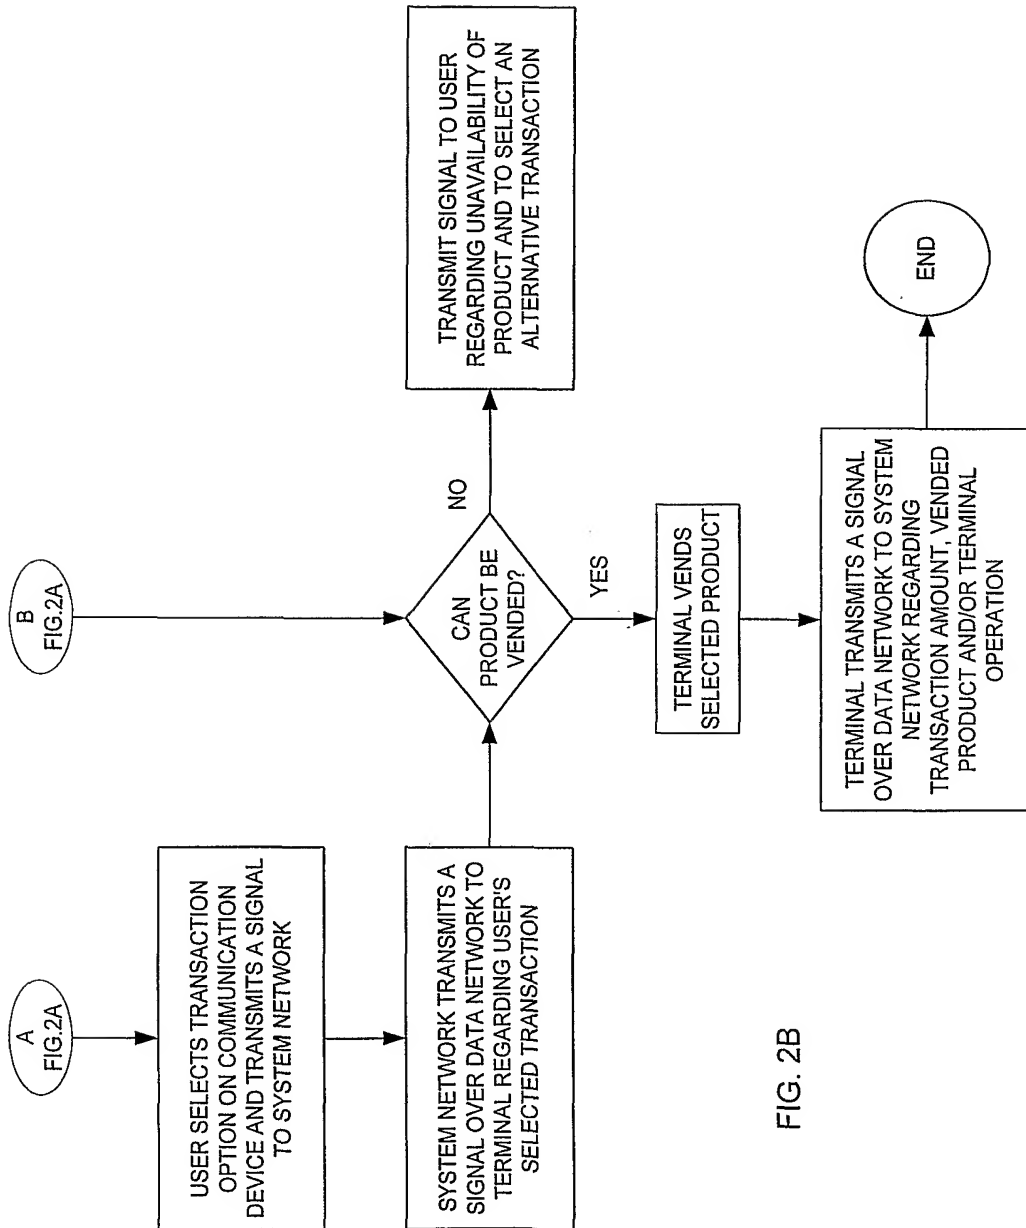 A
FIG.2A
USER SELECTS TRANSACTION
OPTION ON COMMUNICATION
DEVICE AND TRANSMITS A SIGNAL
TO SYSTEM NETWORK
SYSTEM NETWORK TRANSMITS A
SIGNAL OVER DATA NETWORK TO
TERMINAL REGARDING USER'S
SELECTED TRANSACTION
B
FIG.2A
CAN
PRODUCT BE
VENDED?
NO
TRANSMIT SIGNAL TO USER
REGARDING UNAVAILABILITY OF
PRODUCT AND TO SELECT AN
ALTERNATIVE TRANSACTION
YES
TERMINAL VENDS
SELECTED PRODUCT
TERMINAL TRANSMITS A SIGNAL
OVER DATA NETWORK TO SYSTEM
NETWORK REGARDING
TRANSACTION AMOUNT, VENDED
PRODUCT AND/OR TERMINAL
OPERATION
END
FIG. 2B